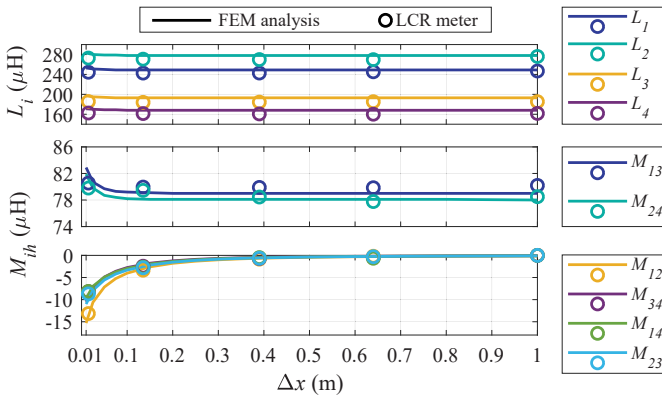 FEM analysis LCR meter
280
240
200
160
L_i (μH)
L_1
L_2
L_3
L_4
86
82
78
74
M_13
M_24
M_ih (μH)
0
-5
-10
-15
M_12
M_34
M_14
M_23
0.01 0.1 0.2 0.3 0.4 0.5 0.6 0.7 0.8 0.9 1
Δx (m)